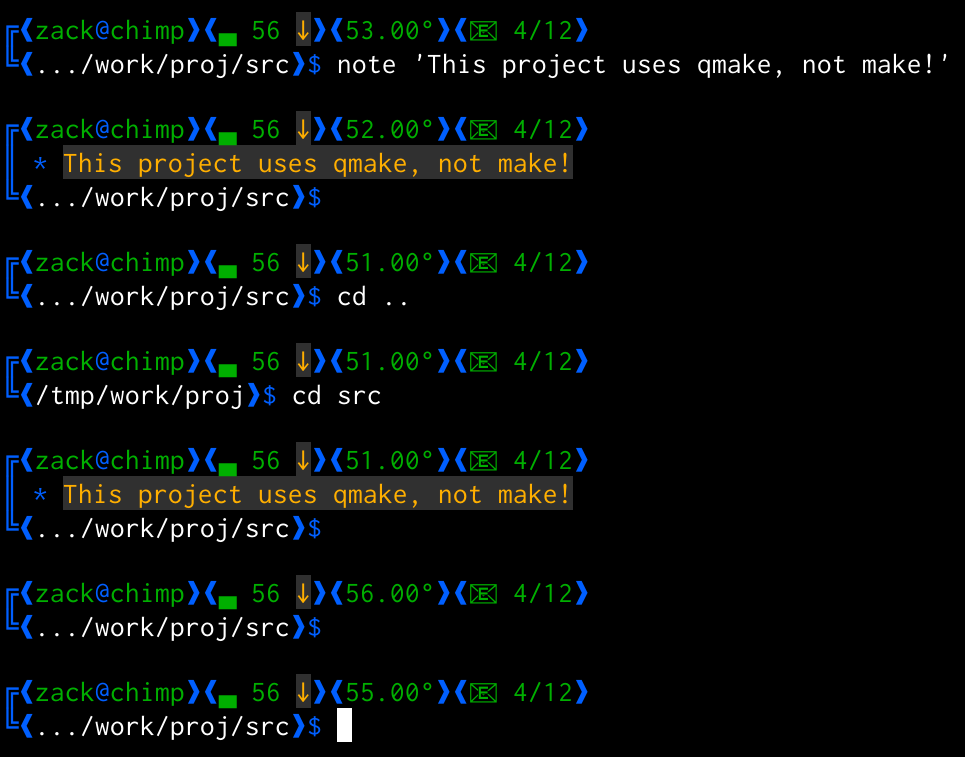 ╔❰zack@chimp❱❰▄ 56 ↓❱❰53.00°❱❰🖂 4/12❱
╚❰.../work/proj/src❱$ note 'This project uses qmake, not make!'
╔❰zack@chimp❱❰▄ 56 ↓❱❰52.00°❱❰🖂 4/12❱
║ * This project uses qmake, not make!
╚❰.../work/proj/src❱$
╔❰zack@chimp❱❰▄ 56 ↓❱❰51.00°❱❰🖂 4/12❱
╚❰.../work/proj/src❱$ cd ..
╔❰zack@chimp❱❰▄ 56 ↓❱❰51.00°❱❰🖂 4/12❱
╚❰/tmp/work/proj❱$ cd src
╔❰zack@chimp❱❰▄ 56 ↓❱❰51.00°❱❰🖂 4/12❱
║ * This project uses qmake, not make!
╚❰.../work/proj/src❱$
╔❰zack@chimp❱❰▄ 56 ↓❱❰56.00°❱❰🖂 4/12❱
╚❰.../work/proj/src❱$
╔❰zack@chimp❱❰▄ 56 ↓❱❰55.00°❱❰🖂 4/12❱
╚❰.../work/proj/src❱$